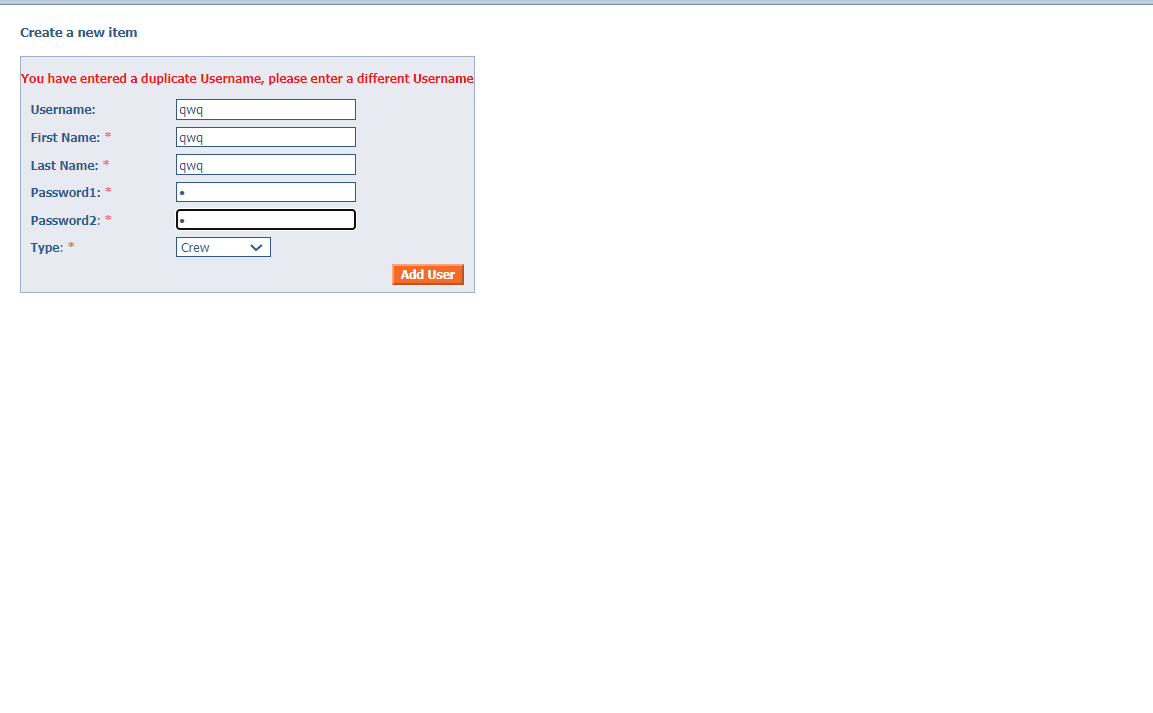 Create a new item
You have entered a duplicate Username, please enter a different Username
Username: qwq
First Name: * qwq
Last Name: * qwq
Password1: * •
Password2: * •
Type: * Crew
Add User